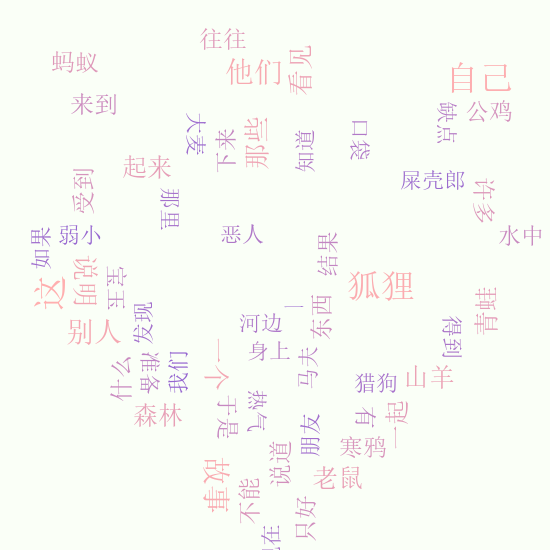 往往
蚂蚁
他们
看见
自己
来到
缺点
公鸡
大麦
下来
那些
知道
口袋
起来
受到
那里
屎壳郎
许多
如果
弱小
恶人
水中
结果
这
说明
宙斯
狐狸
别人
发现
河边
一
东西
青蛙
得到
什么
准备
我们
一个
身上
马夫
猎狗
山羊
森林
于是
热气
朋友
有
一起
寒鸦
故事
不能
说道
老鼠
只好